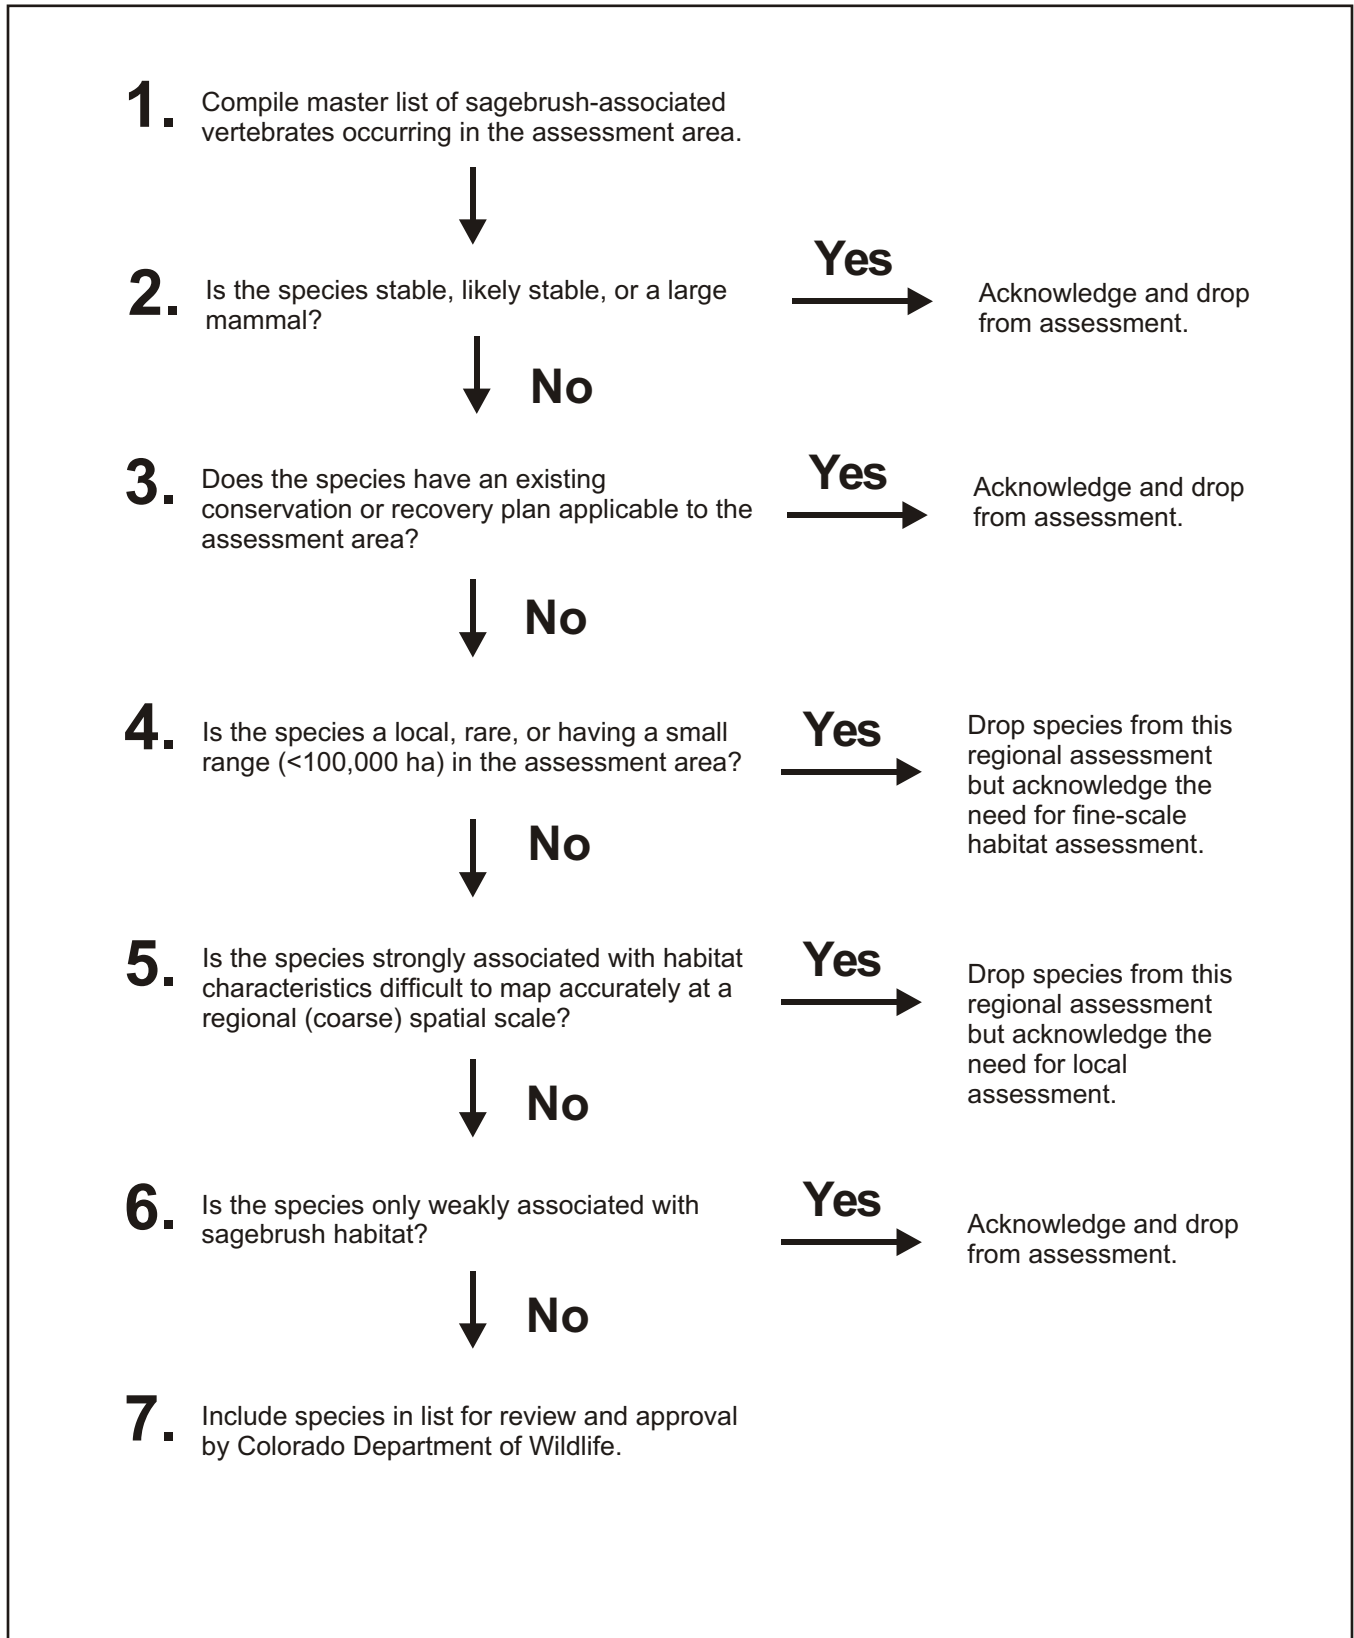 1. Compile master list of sagebrush-associated
vertebrates occurring in the assessment area.
2. Is the species stable, likely stable, or a large
mammal?
Yes
Acknowledge and drop
from assessment.
No
3. Does the species have an existing
conservation or recovery plan applicable to the
assessment area?
Yes
Acknowledge and drop
from assessment.
No
4. Is the species a local, rare, or having a small
range (<100,000 ha) in the assessment area?
Yes
Drop species from this
regional assessment
but acknowledge the
need for fine-scale
habitat assessment.
No
5. Is the species strongly associated with habitat
characteristics difficult to map accurately at a
regional (coarse) spatial scale?
Yes
Drop species from this
regional assessment
but acknowledge the
need for local
assessment.
No
6. Is the species only weakly associated with
sagebrush habitat?
Yes
Acknowledge and drop
from assessment.
No
7. Include species in list for review and approval
by Colorado Department of Wildlife.